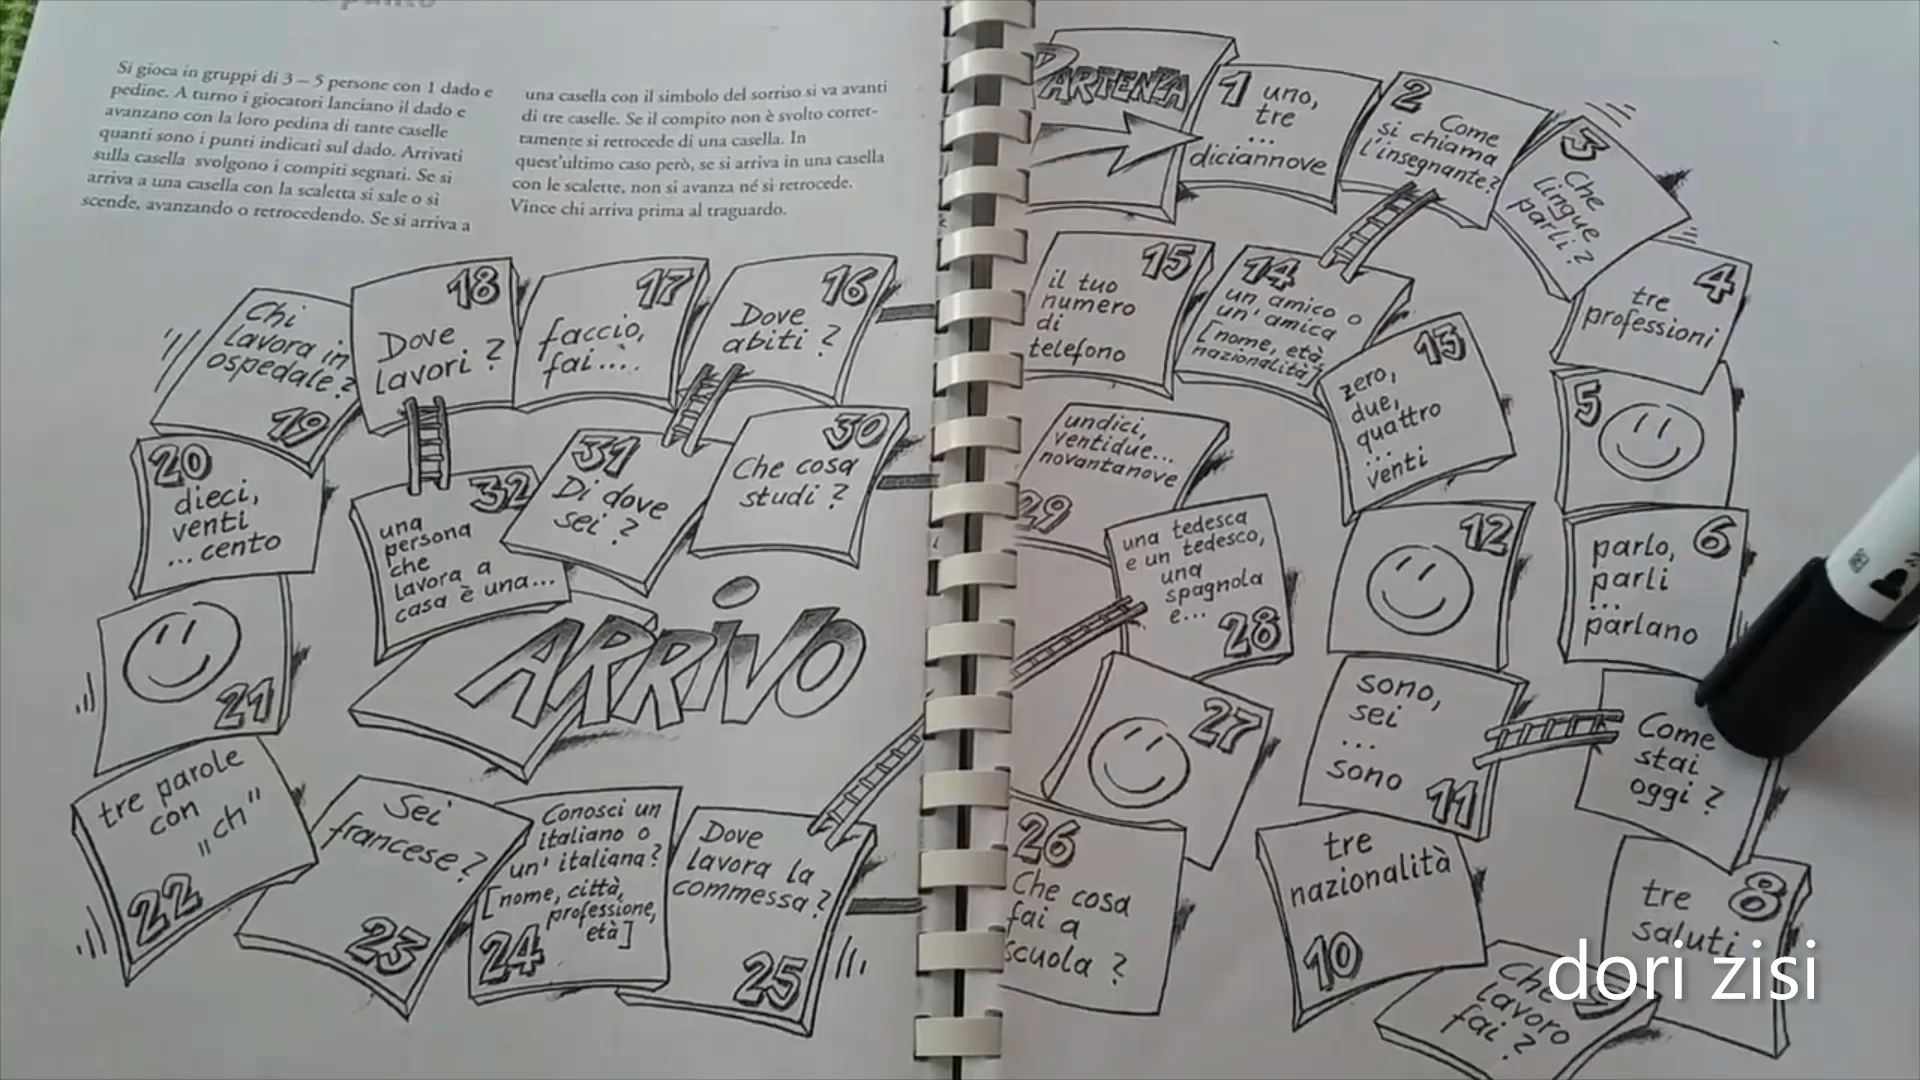 Si gioca in gruppi di 3 – 5 persone con 1 dado e
pedine. A turno i giocatori lanciano il dado e
avanzano con la loro pedina di tante caselle
quanti sono i punti indicati sul dado. Arrivati
sulla casella svolgono i compiti segnati. Se si
arriva a una casella con la scaletta si sale o si
scende, avanzando o retrocedendo. Se si arriva a
una casella con il simbolo del sorriso si va avanti
di tre caselle. Se il compito non è svolto corret-
tamente si retrocede di una casella. In
quest'ultimo caso però, se si arriva in una casella
con le scalette, non si avanza né si retrocede.
Vince chi arriva prima al traguardo.
PARTENZA
1 uno,
tre
...
diciannove
2 Come
si chiama
l'insegnante?
3
Che
lingue
parli?
4
tre
professioni
5
parlo, 6
parli
...
parlano
Come
stai
oggi?
tre 8
saluti
Che
lavoro
fai?
tre
nazionalità
10
sono,
sei
...
sono
11
12
13
zero,
due,
quattro
...
venti
14
un amico o
un'amica
[nome, età,
nazionalità]
15
il tuo
numero
di
telefono
16
Dove
abiti?
17
faccio,
fai....
18
Dove
lavori?
Chi
lavora in
ospedale?
19
20
dieci,
venti
...cento
21
tre parole
con
"ch"
22
Sei
francese?
23
Conosci un
italiano o
un'italiana?
[nome, città,
professione,
età]
24
Dove
lavora la
commessa?
25
26
Che cosa
fai a
scuola?
27
una tedesca
e un tedesco,
una
spagnola
e...
28
undici,
ventidue...
novantanove
29
30
Che cosa
studi?
31
Di dove
sei?
32
una
persona
che
lavora a
casa è una...
ARRIVO
dori zisi